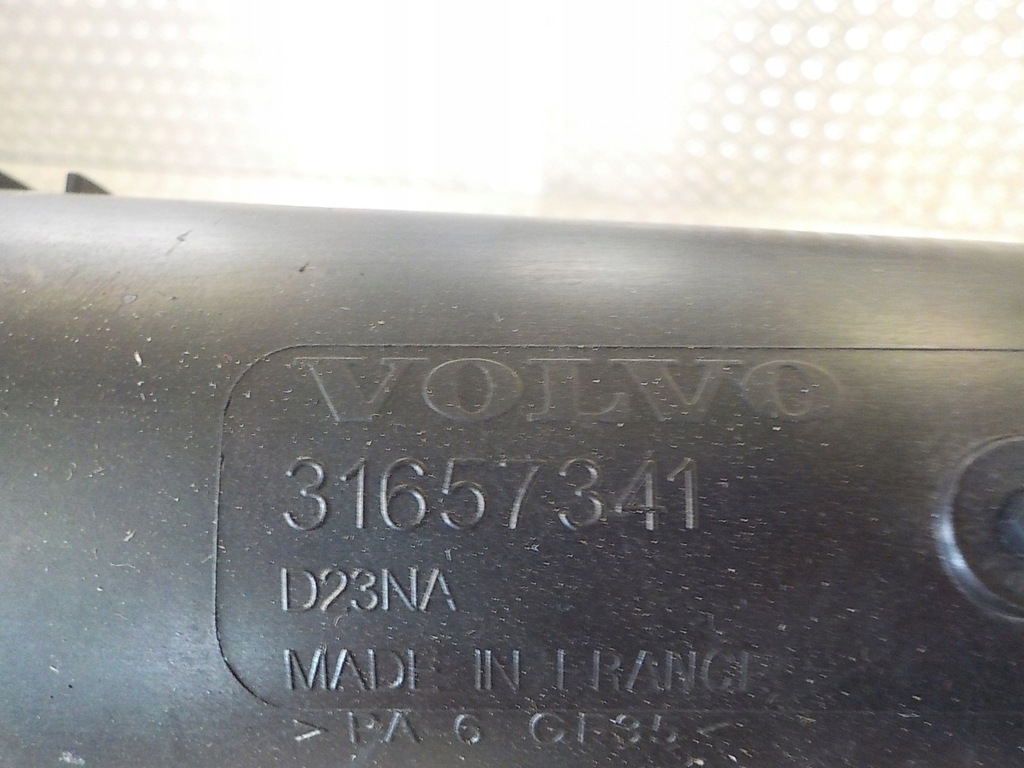 VOLVO
31657341
D23NA
MADE IN FRANCE
>PA 6 GF35<